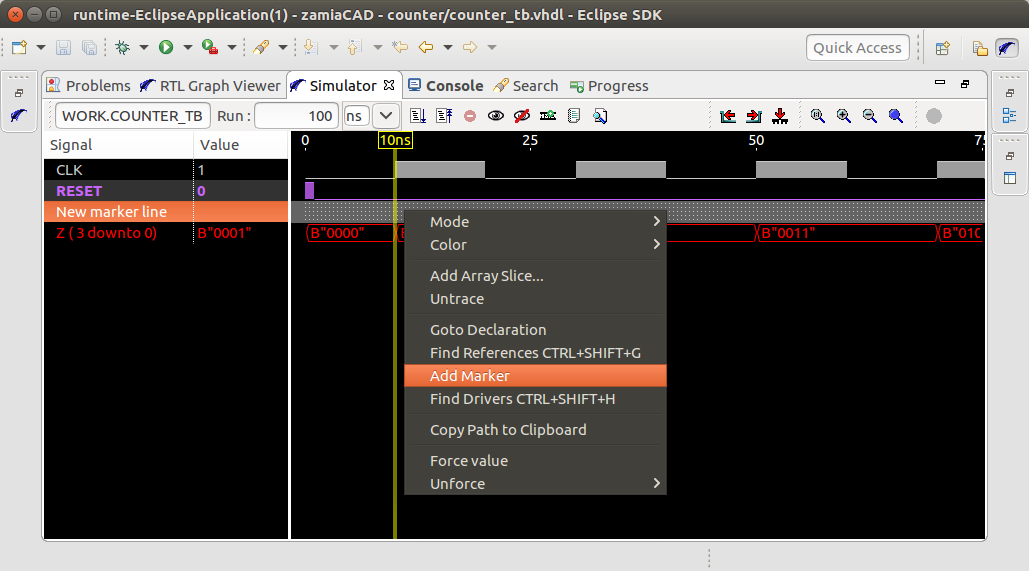 runtime-EclipseApplication(1) - zamiaCAD - counter/counter_tb.vhdl - Eclipse SDK
Quick Access
Problems RTL Graph Viewer Simulator Console Search Progress
WORK.COUNTER_TB Run : 100 ns
Signal Value 0 10ns 25 50 75
CLK 1
RESET 0
New marker line
Z ( 3 downto 0) B"0001" B"0000" B"0011" B"010
Mode
Color
Add Array Slice...
Untrace
Goto Declaration
Find References CTRL+SHIFT+G
Add Marker
Find Drivers CTRL+SHIFT+H
Copy Path to Clipboard
Force value
Unforce